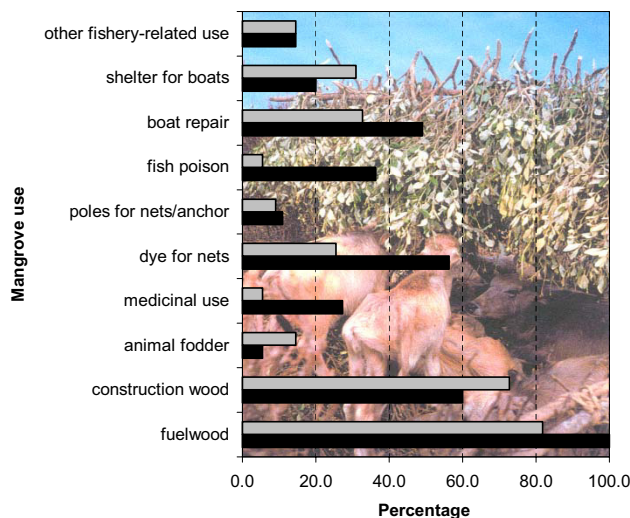 other fishery-related use
shelter for boats
boat repair
fish poison
poles for nets/anchor
dye for nets
medicinal use
animal fodder
construction wood
fuelwood
Mangrove use
0.0 20.0 40.0 60.0 80.0 100.0
Percentage